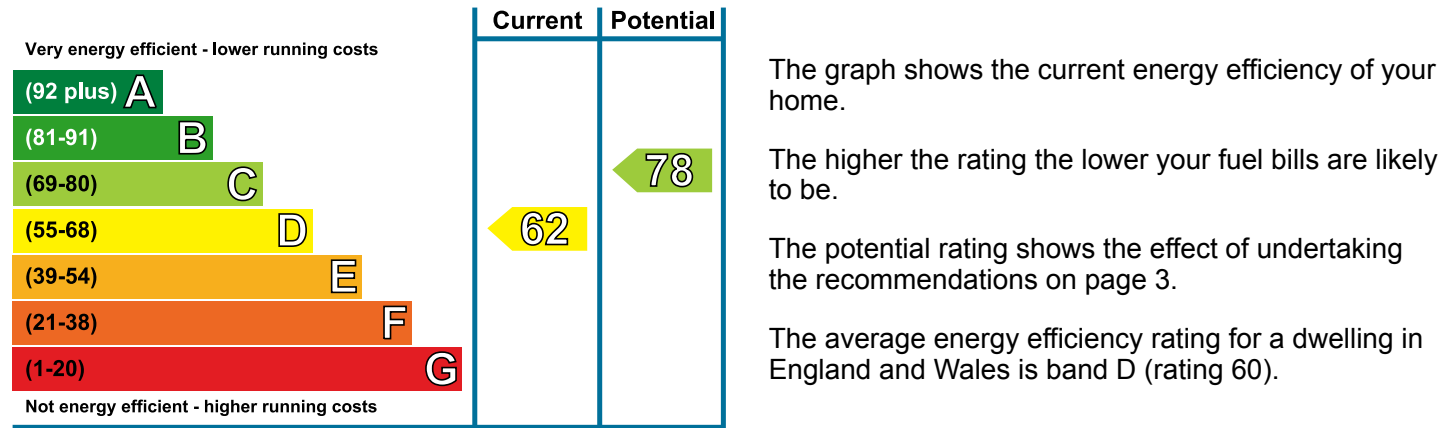 Current Potential
Very energy efficient - lower running costs
(92 plus) A
(81-91) B
(69-80) C
78
(55-68) D
62
(39-54) E
(21-38) F
(1-20) G
Not energy efficient - higher running costs
The graph shows the current energy efficiency of your
home.
The higher the rating the lower your fuel bills are likely
to be.
The potential rating shows the effect of undertaking
the recommendations on page 3.
The average energy efficiency rating for a dwelling in
England and Wales is band D (rating 60).